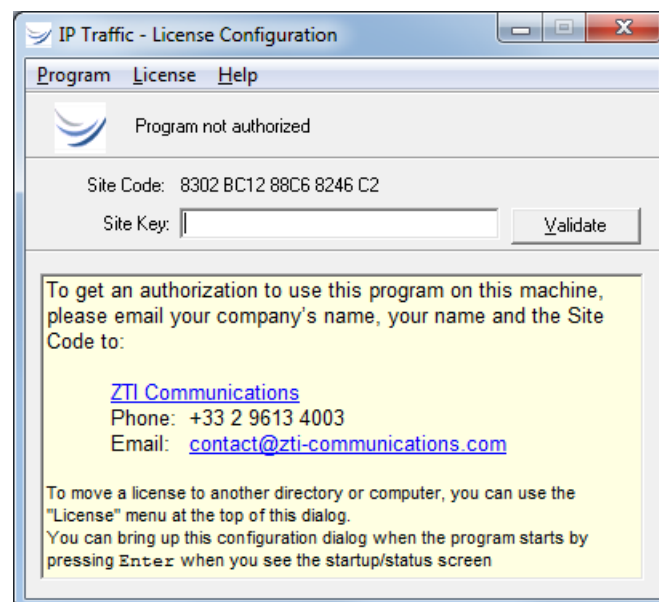 IP Traffic - License Configuration
Program License Help
Program not authorized
Site Code: 8302 BC12 88C6 8246 C2
Site Key:
Validate
To get an authorization to use this program on this machine,
please email your company's name, your name and the Site
Code to:
ZTI Communications
Phone: +33 2 9613 4003
Email: contact@zti-communications.com
To move a license to another directory or computer, you can use the
"License" menu at the top of this dialog.
You can bring up this configuration dialog when the program starts by
pressing Enter when you see the startup/status screen